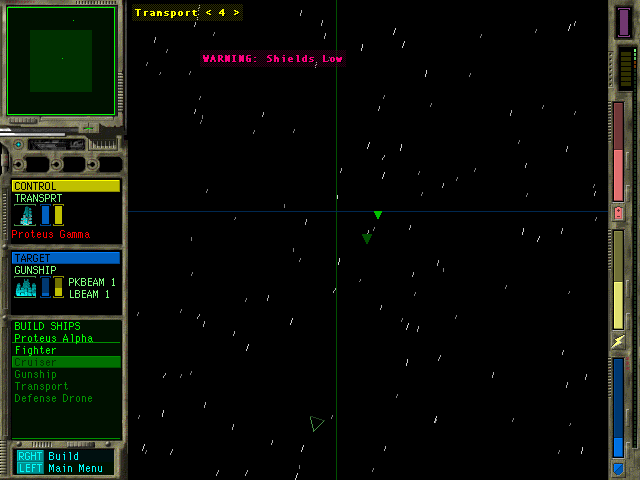 Transport < 4 >
WARNING: Shields Low
CONTROL
TRANSPRT
Proteus Gamma
TARGET
GUNSHIP
PKBEAM 1
LBEAM 1
BUILD SHIPS
Proteus Alpha
Fighter
Cruiser
Gunship
Transport
Defense Drone
RGHT Build
LEFT Main Menu